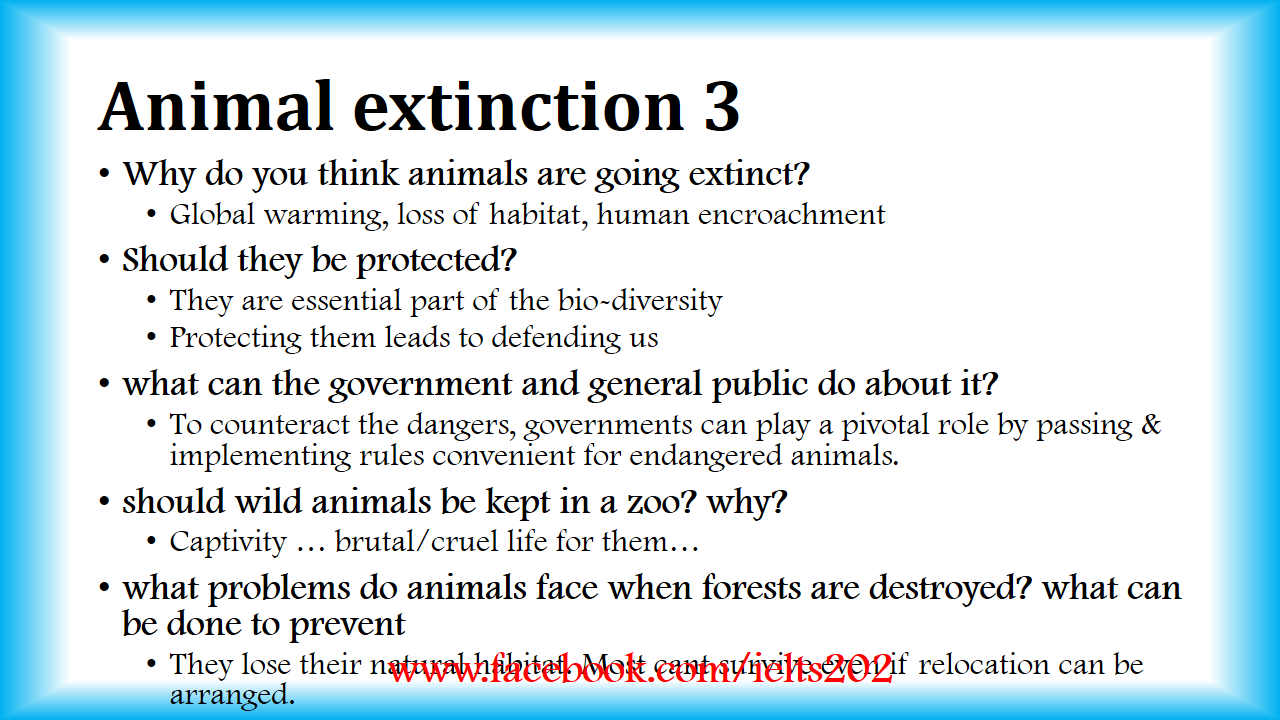 Animal extinction 3
• Why do you think animals are going extinct?
• Global warming, loss of habitat, human encroachment
• Should they be protected?
• They are essential part of the bio-diversity
• Protecting them leads to defending us
• what can the government and general public do about it?
• To counteract the dangers, governments can play a pivotal role by passing &
implementing rules convenient for endangered animals.
• should wild animals be kept in a zoo? why?
• Captivity … brutal/cruel life for them…
• what problems do animals face when forests are destroyed? what can
be done to prevent
• They lose their natural habitat. Most cant survive even if relocation can be
www.facebook.com/ielts202
arranged.